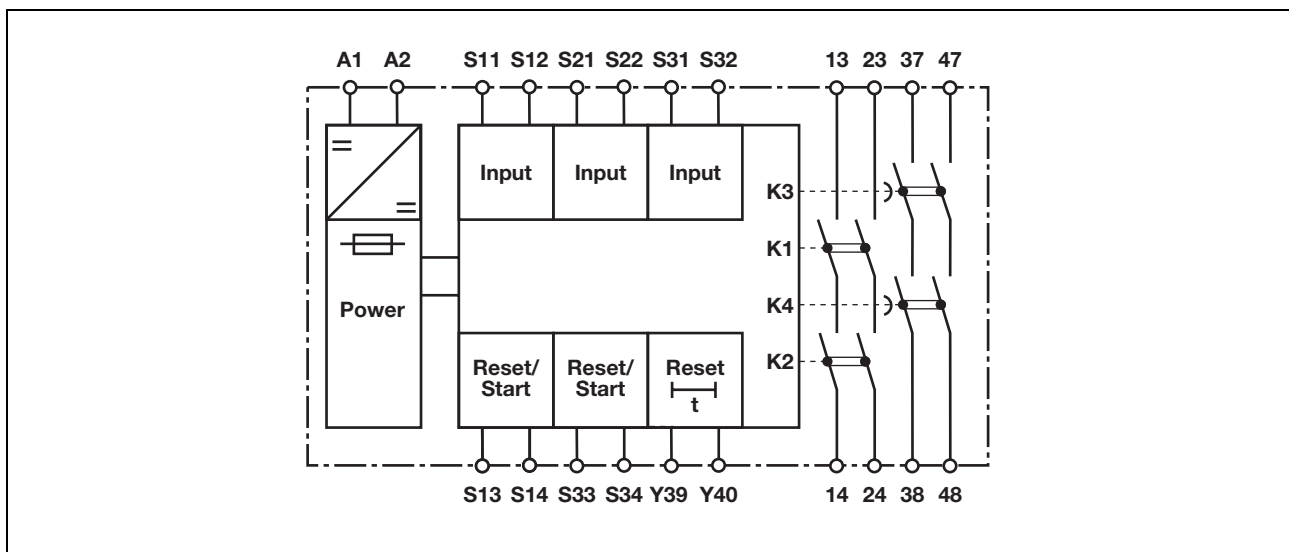 A1 A2 S11 S12 S21 S22 S31 S32 13 23 37 47
Input Input Input
K3
K1
Power
K4
Reset/
Start
Reset/
Start
Reset
t
K2
S13 S14 S33 S34 Y39 Y40 14 24 38 48